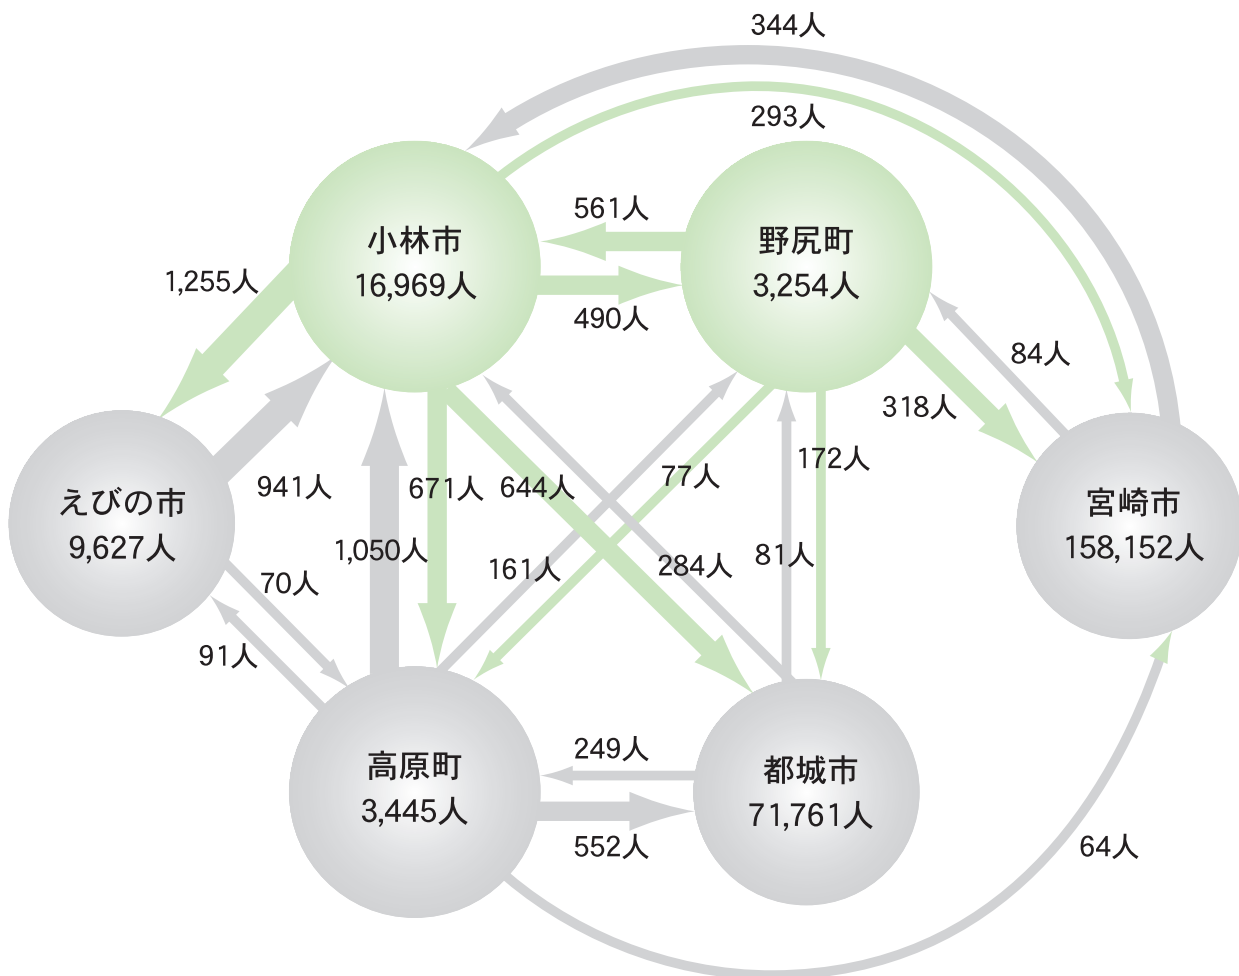 344人
293人
561人
小林市
16,969人
野尻町
3,254人
1,255人
490人
84人
318人
172人
77人
941人
671人
644人
えびの市
9,627人
宮崎市
158,152人
1,050人
161人
284人
81人
70人
91人
249人
高原町
3,445人
都城市
71,761人
552人
64人